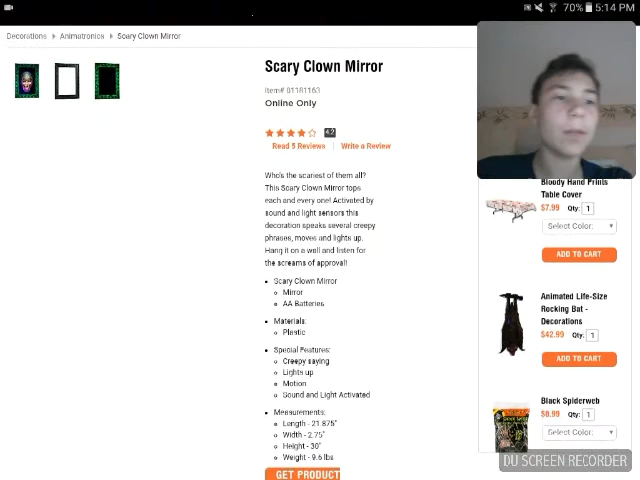 70% 5:14 PM
Decorations Animatronics Scary Clown Mirror
Scary Clown Mirror
Item# 01181163
Online Only
4.2
Read 5 Reviews | Write a Review
Who's the scariest of them all?
This Scary Clown Mirror tops
each and every one! Activated by
sound and light sensors this
decoration speaks several creepy
phrases, moves and lights up.
Hang it on a wall and listen for
the screams of approval!
Scary Clown Mirror
Mirror
AA Batteries
Materials:
Plastic
Special Features:
Creepy saying
Lights up
Motion
Sound and Light Activated
Measurements:
Length - 21.875"
Width - 2.75"
Height - 30"
Weight - 9.6 lbs
GET PRODUCT
Bloody Hand Prints
Table Cover
$7.99 Qty: 1
Select Color:
ADD TO CART
Animated Life-Size
Rocking Bat -
Decorations
$42.99 Qty: 1
ADD TO CART
Black Spiderweb
$0.99 Qty: 1
Select Color:
DU SCREEN RECORDER